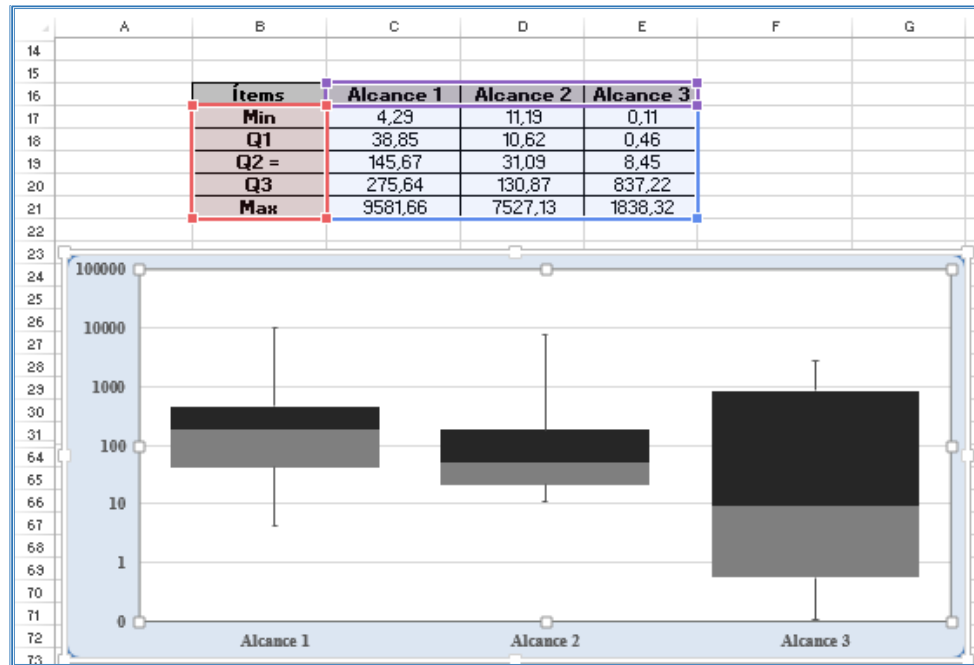 A B C D E F G
14
15
16 Ítems Alcance 1 Alcance 2 Alcance 3
17 Min 4,29 11,19 0,11
18 Q1 38,85 10,62 0,46
19 Q2 = 145,67 31,09 8,45
20 Q3 275,64 130,87 837,22
21 Max 9581,66 7527,13 1838,32
22
23
24 100000
25
26 10000
27
28
29 1000
30
31
64 100
65
66 10
67
68
69 1
70
71 0
72 Alcance 1 Alcance 2 Alcance 3
73